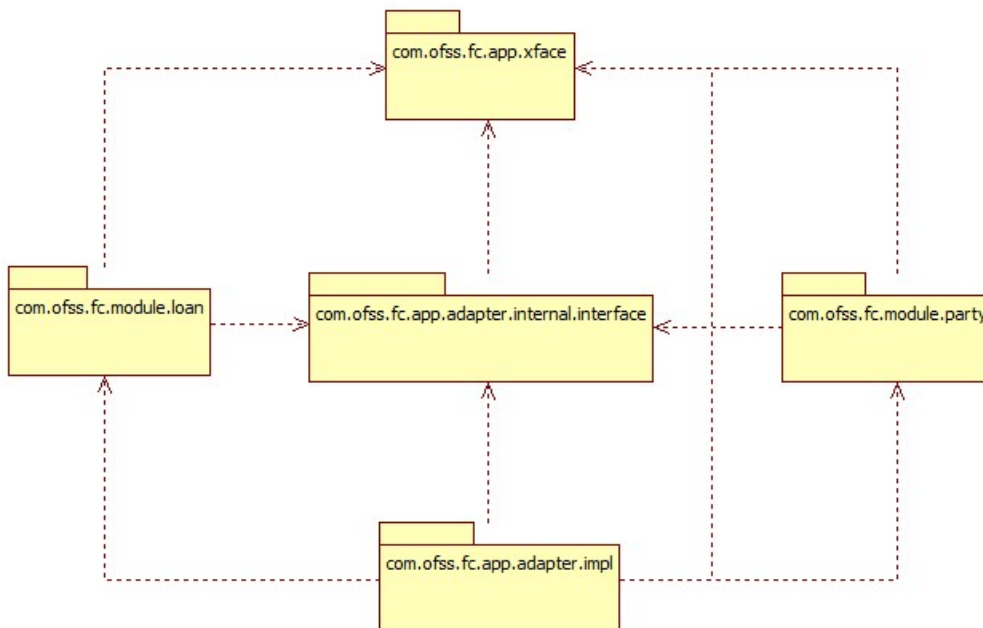 com.ofss.fc.app.xface
com.ofss.fc.module.loan
com.ofss.fc.app.adapter.internal.interface
com.ofss.fc.module.party
com.ofss.fc.app.adapter.impl